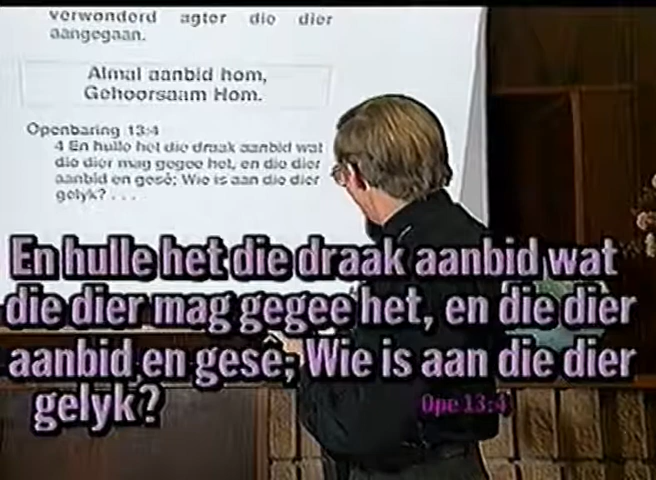 verwonderd agter die dier
aangegaan.
Almal aanbid hom,
Gehoorsaam Hom.
Openbaring 13:4
4 En hulle het die draak aanbid wat
die dier mag gegee het, en die dier
aanbid en gesê; Wie is aan die dier
gelyk? . . .
En hulle het die draak aanbid wat
die dier mag gegee het, en die dier
aanbid en gesê; Wie is aan die dier
gelyk?
Ope 13:4